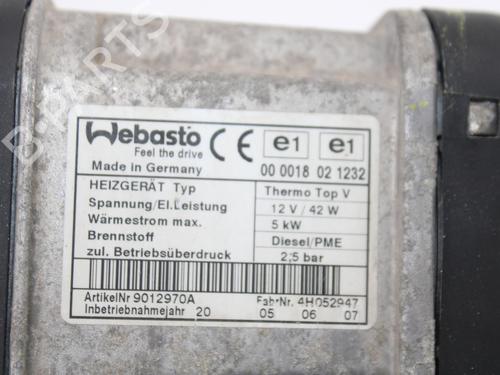 B-PARTS
Webasto CE e1 e1
Feel the drive
Made in Germany 00 0018 02 1232
HEIZGERÄT Typ Thermo Top V
Spannung/El.Leistung 12 V / 42 W
Wärmestrom max. 5 kW
Brennstoff Diesel/PME
zul. Betriebsüberdruck 2,5 bar
ArtikelNr 9012970A Fabr-Nr. 4H052947
Inbetriebnahmejahr 20 05 06 07